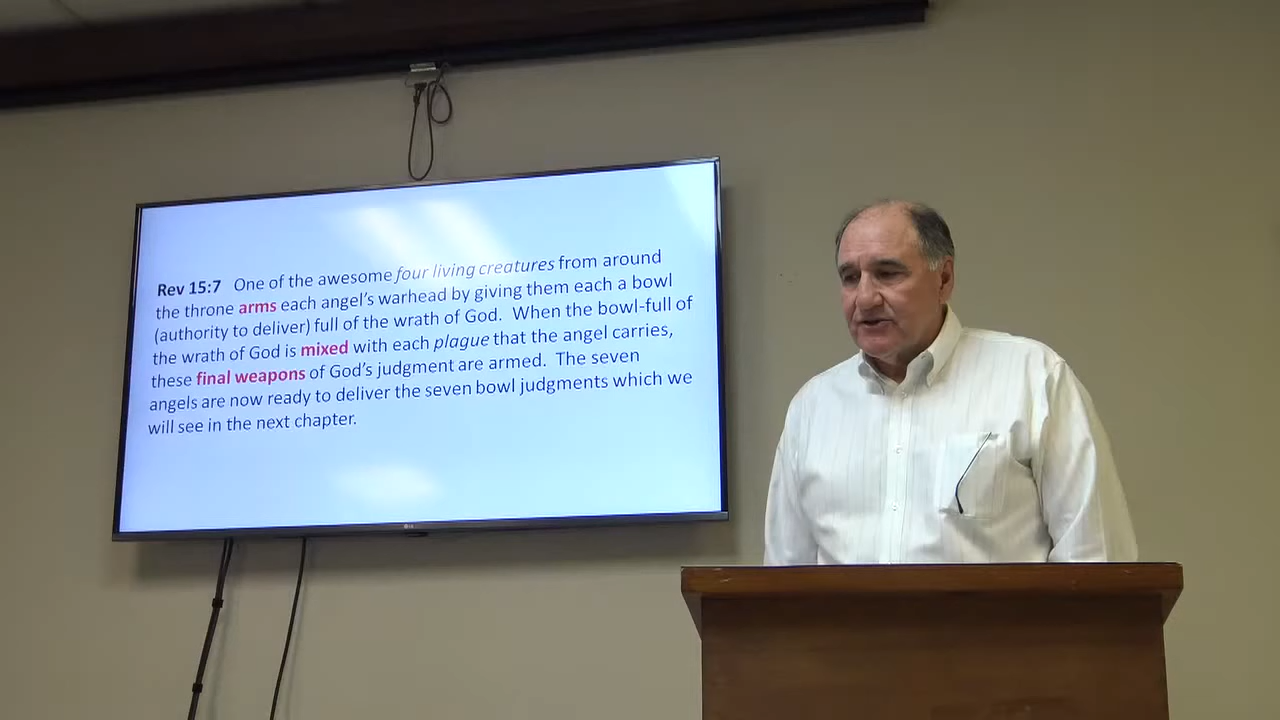 Rev 15:7 One of the awesome four living creatures from around
the throne arms each angel's warhead by giving them each a bowl
(authority to deliver) full of the wrath of God. When the bowl-full of
the wrath of God is mixed with each plague that the angel carries,
these final weapons of God's judgment are armed. The seven
angels are now ready to deliver the seven bowl judgments which we
will see in the next chapter.
LG